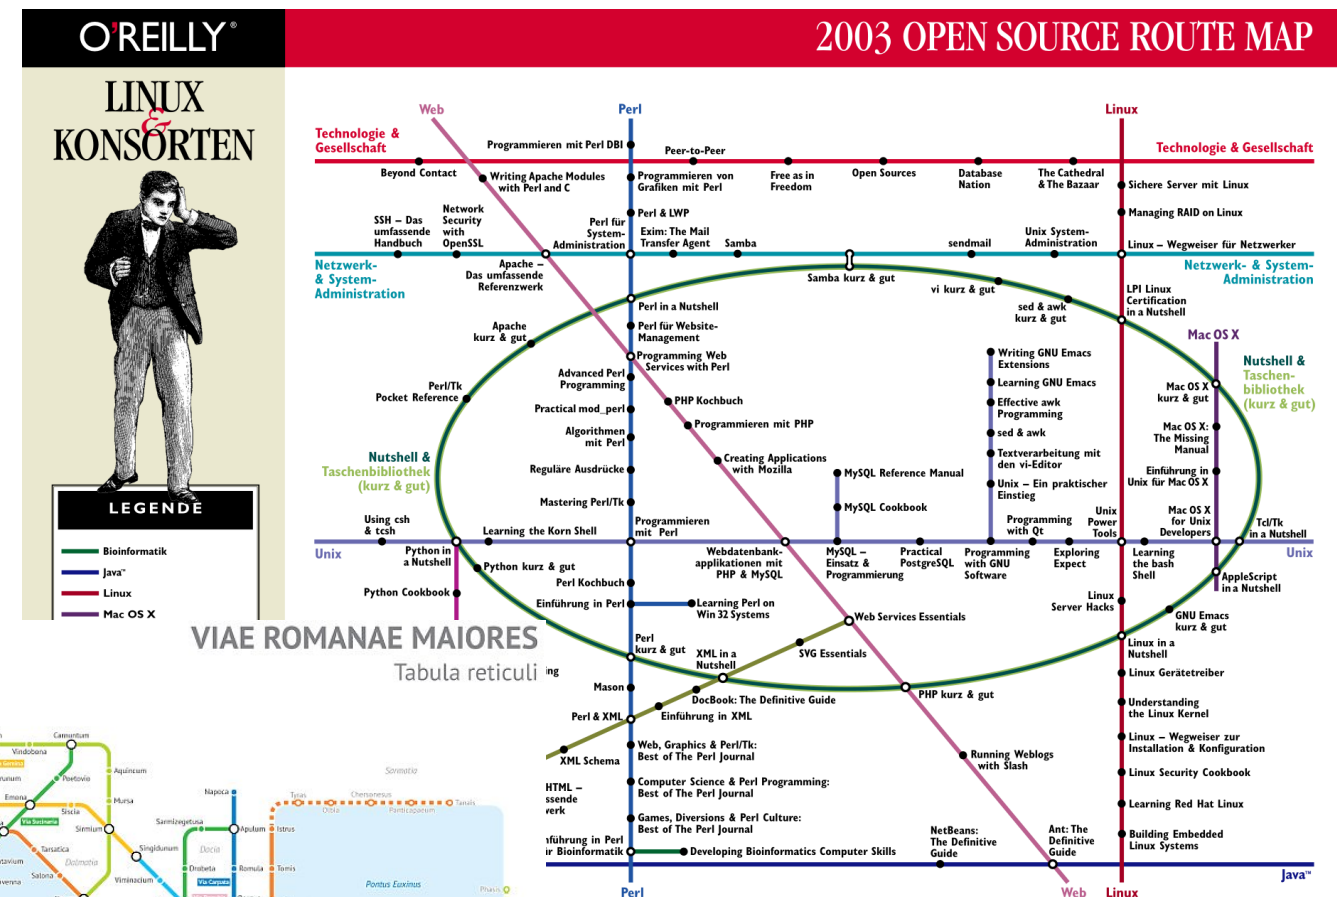 O'REILLY®
2003 OPEN SOURCE ROUTE MAP
LINUX
&
KONSORTEN
LEGENDE
Bioinformatik
Java™
Linux
Mac OS X
Web
Perl
Linux
Technologie &
Gesellschaft
Technologie & Gesellschaft
Programmieren mit Perl DBI
Peer-to-Peer
Beyond Contact
Writing Apache Modules
with Perl and C
Programmieren von
Grafiken mit Perl
Free as in
Freedom
Open Sources
Database
Nation
The Cathedral
& The Bazaar
Sichere Server mit Linux
Managing RAID on Linux
SSH – Das
umfassende
Handbuch
Network
Security
with
OpenSSL
Perl für
System-
Administration
Perl & LWP
Exim: The Mail
Transfer Agent
Samba
sendmail
Unix System-
Administration
Linux – Wegweiser für Netzwerker
Netzwerk-
& System-
Administration
Apache –
Das umfassende
Referenzwerk
Samba kurz & gut
Netzwerk- & System-
Administration
vi kurz & gut
sed & awk
kurz & gut
LPI Linux
Certification
in a Nutshell
Perl in a Nutshell
Apache
kurz & gut
Perl für Website-
Management
Mac OS X
Programming Web
Services with Perl
Writing GNU Emacs
Extensions
Nutshell &
Taschen-
bibliothek
(kurz & gut)
Advanced Perl
Programming
Learning GNU Emacs
Mac OS X
kurz & gut
Perl/Tk
Pocket Reference
PHP Kochbuch
Effective awk
Programming
Practical mod_perl
Programmieren mit PHP
sed & awk
Mac OS X:
The Missing
Manual
Algorithmen
mit Perl
Textverarbeitung mit
den vi-Editor
Nutshell &
Taschenbibliothek
(kurz & gut)
Reguläre Ausdrücke
Creating Applications
with Mozilla
MySQL Reference Manual
Unix – Ein praktischer
Einstieg
Einführung in
Unix für Mac OS X
Mastering Perl/Tk
MySQL Cookbook
Using csh
& tcsh
Learning the Korn Shell
Programmieren
mit Perl
Programming
with Qt
Unix
Power
Tools
Mac OS X
for Unix
Developers
Tcl/Tk
in a Nutshell
Unix
Python in
a Nutshell
Webdatenbank-
applikationen mit
PHP & MySQL
MySQL –
Einsatz &
Programmierung
Practical
PostgreSQL
Programming
with GNU
Software
Exploring
Expect
Learning
the bash
Shell
Unix
Python kurz & gut
Perl Kochbuch
AppleScript
in a Nutshell
Python Cookbook
Einführung in Perl
Learning Perl on
Win 32 Systems
Linux
Server Hacks
GNU Emacs
kurz & gut
Web Services Essentials
VIAE ROMANAE MAIORES
Tabula reticuli
ing
Perl
kurz & gut
XML in a
Nutshell
SVG Essentials
Linux in a
Nutshell
Linux Gerätetreiber
Mason
DocBook: The Definitive Guide
PHP kurz & gut
Perl & XML
Einführung in XML
Understanding
the Linux Kernel
XML Schema
Web, Graphics & Perl/Tk:
Best of The Perl Journal
Running Weblogs
with Slash
Linux – Wegweiser zur
Installation & Konfiguration
HTML –
ssende
werk
Computer Science & Perl Programming:
Best of The Perl Journal
Linux Security Cookbook
Games, Diversions & Perl Culture:
Best of The Perl Journal
Learning Red Hat Linux
nführung in Perl
ür Bioinformatik
Developing Bioinformatics Computer Skills
NetBeans:
The Definitive
Guide
Ant: The
Definitive
Guide
Building Embedded
Linux Systems
Java™
Perl
Web
Linux
Carnuntum
Vindobona
Aquincum
Poetovio
Emona
Siscia
Mursa
Via Sucinaria
Sirmium
Tarsatica
Dalmatia
Salona
Singidunum
Viminacium
Napoca
Sarmizegetusa
Apulum
Istrus
Dacia
Drobeta
Romula
Tomis
Sarmatia
Tyras
Olbia
Chersonesus
Panticapaeum
Tanais
Pontus Euxinus
Phasis